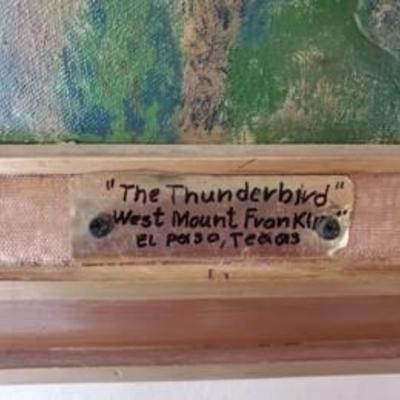 "The Thunderbird"
West Mount Franklin"
EL Paso, Texas